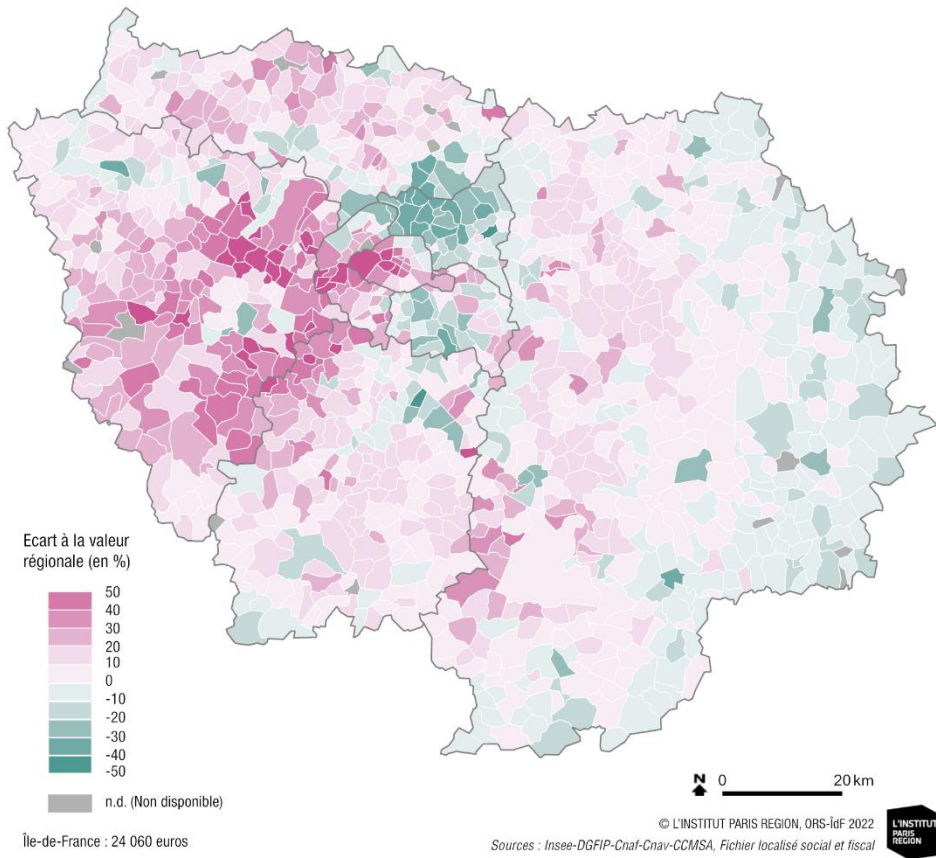 Ecart à la valeur
régionale (en %)
50
40
30
20
10
0
-10
-20
-30
-40
-50
n.d. (Non disponible)
Île-de-France : 24 060 euros
N 0 20 km
© L'INSTITUT PARIS REGION, ORS-ÎdF 2022
Sources : Insee-DGFIP-Cnaf-Cnav-CCMSA, Fichier localisé social et fiscal
L'INSTITUT
PARIS
REGION